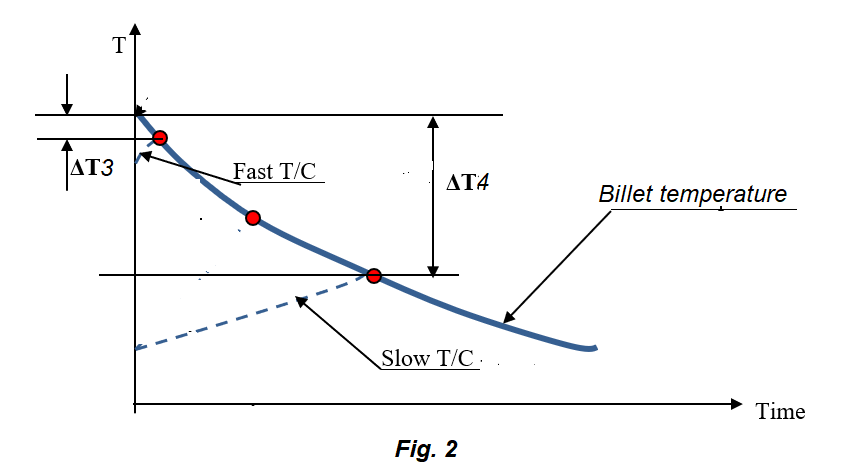 T
ΔT3
Fast T/C
ΔT4
Billet temperature
Slow T/C
Time
Fig. 2